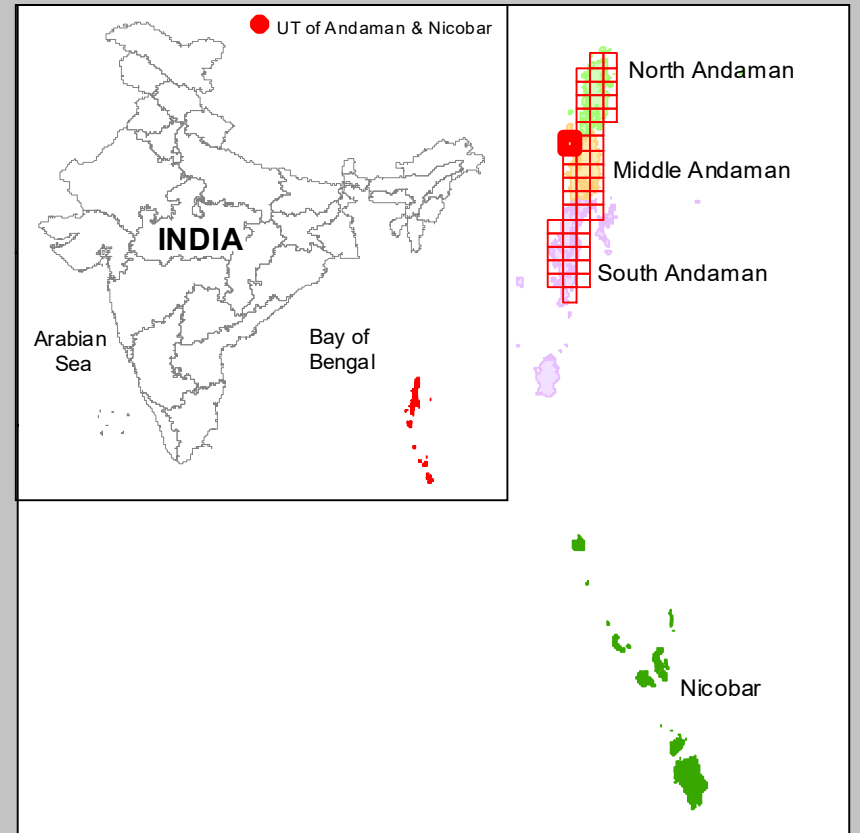 UT of Andaman & Nicobar
INDIA
Arabian
Sea
Bay of
Bengal
North Andaman
Middle Andaman
South Andaman
Nicobar